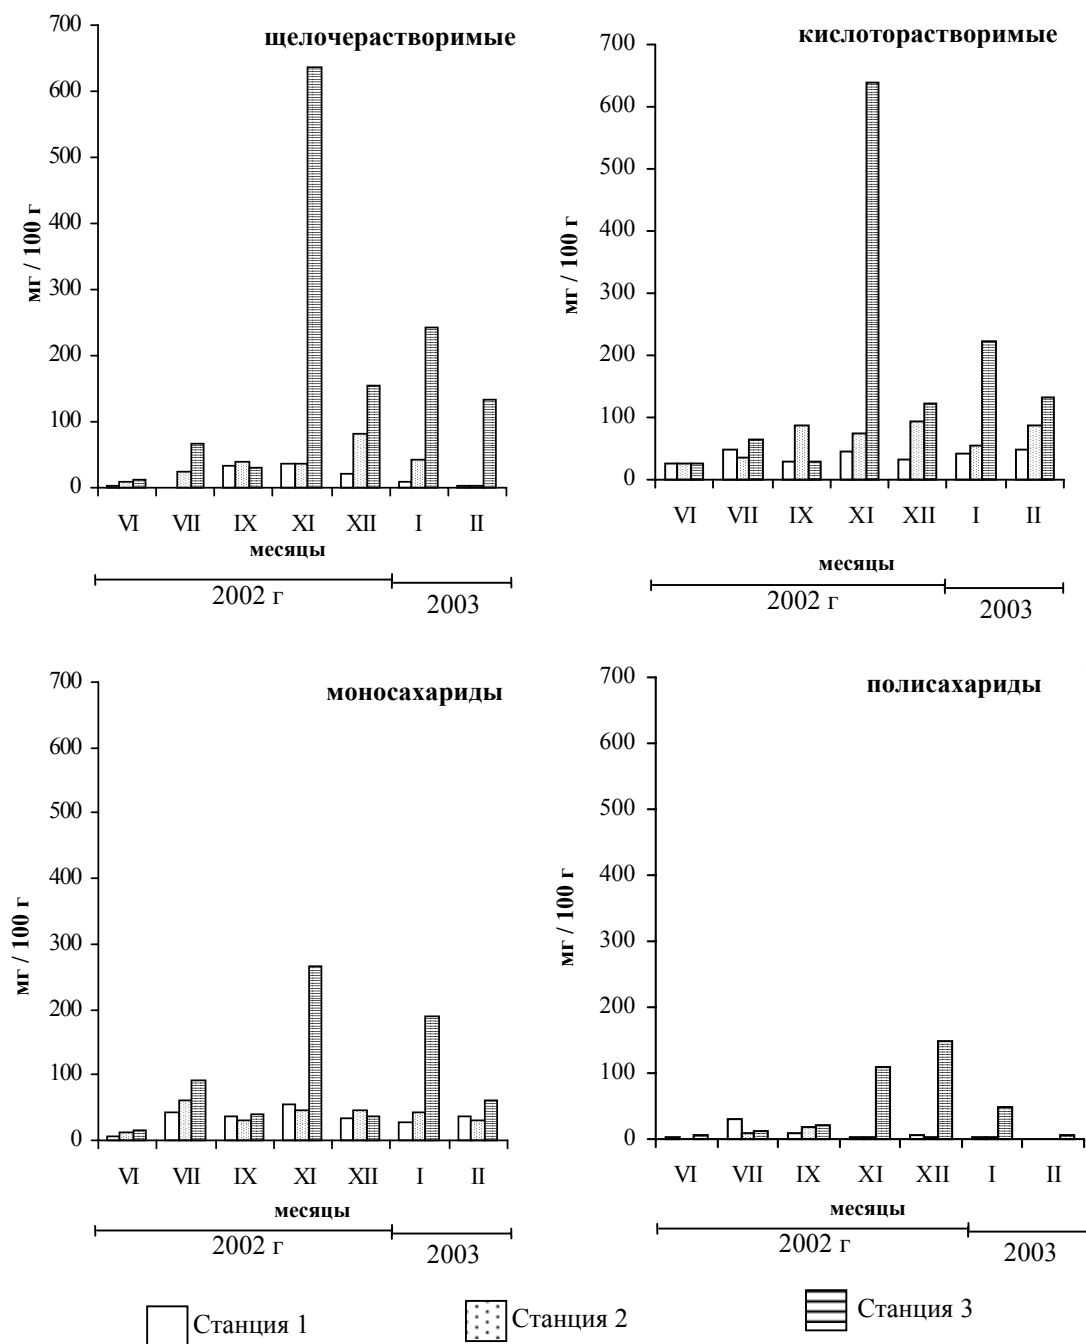 щелочерастворимые
700
600
500
400
300
200
100
0
мг / 100 г
VI VII IX XI XII I II
месяцы
2002 г 2003
кислоторастворимые
700
600
500
400
300
200
100
0
мг / 100 г
VI VII IX XI XII I II
месяцы
2002 г 2003
моносахариды
700
600
500
400
300
200
100
0
мг / 100 г
VI VII IX XI XII I II
месяцы
2002 г 2003
полисахариды
700
600
500
400
300
200
100
0
мг / 100 г
VI VII IX XI XII I II
месяцы
2002 г 2003
Станция 1 Станция 2 Станция 3